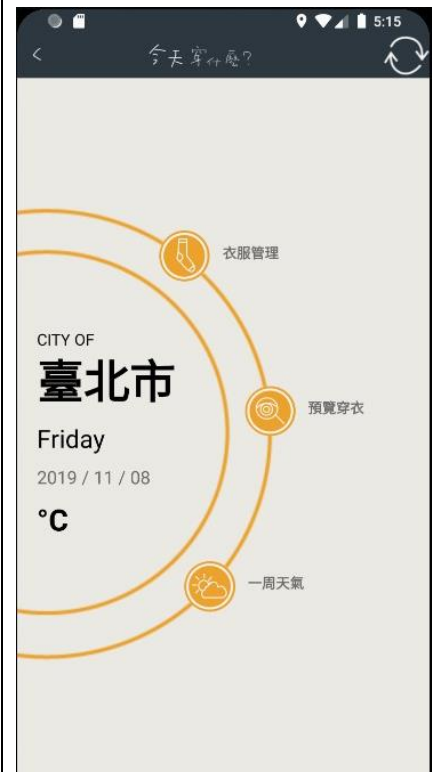 5:15
今天穿什麼?
衣服管理
CITY OF
臺北市
預覽穿衣
Friday
2019 / 11 / 08
°C
一周天氣